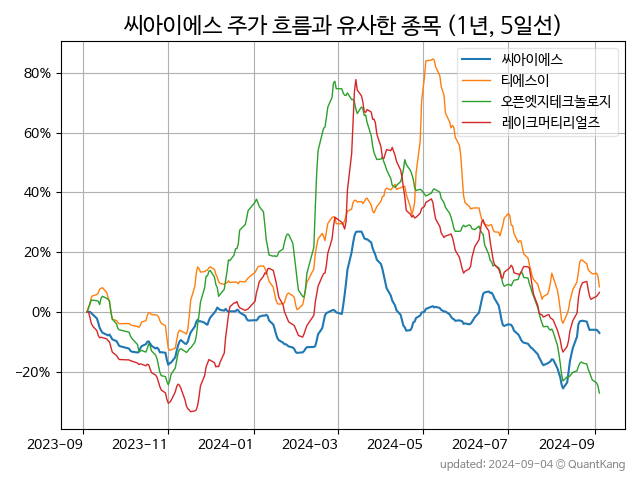 씨아이에스 주가 흐름과 유사한 종목 (1년, 5일선)
씨아이에스
티에스이
오픈엣지테크놀로지
레이크머티리얼즈
80%
60%
40%
20%
0%
−20%
2023-09 2023-11 2024-01 2024-03 2024-05 2024-07 2024-09
updated: 2024-09-04 © QuantKang